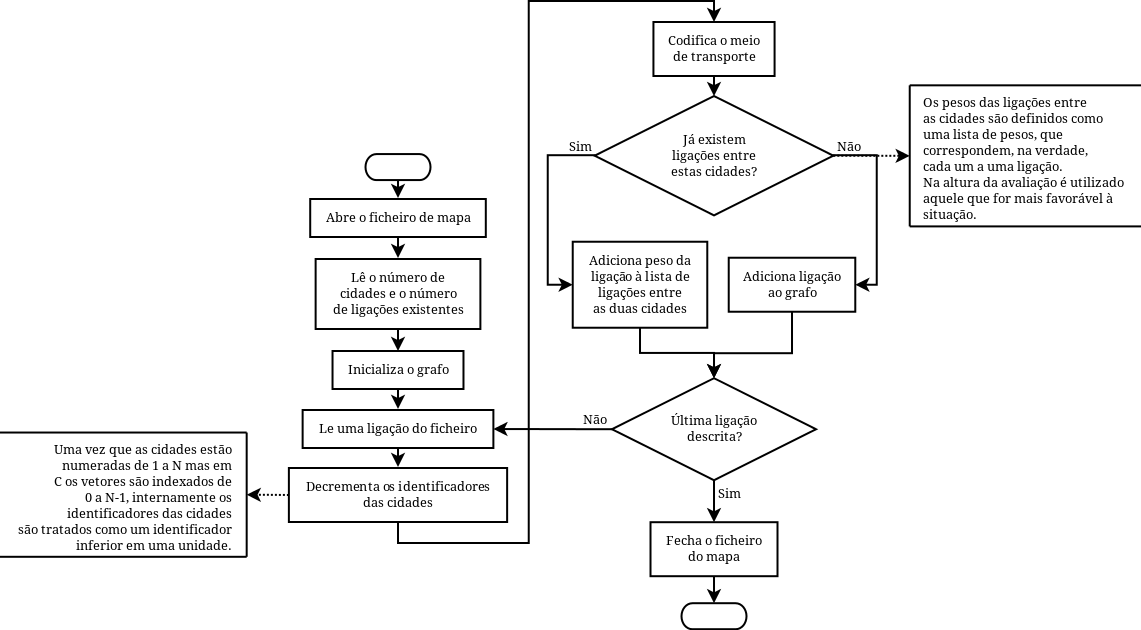 Abre o ficheiro de mapa
Lê o número de
cidades e o número
de ligações existentes
Inicializa o grafo
Le uma ligação do ficheiro
Decrementa os identificadores
das cidades
Uma vez que as cidades estão
numeradas de 1 a N mas em
C os vetores são indexados de
0 a N-1, internamente os
identificadores das cidades
são tratados como um identificador
inferior em uma unidade.
Codifica o meio
de transporte
Já existem
ligações entre
estas cidades?
Sim
Não
Os pesos das ligações entre
as cidades são definidos como
uma lista de pesos, que
correspondem, na verdade,
cada um a uma ligação.
Na altura da avaliação é utilizado
aquele que for mais favorável à
situação.
Adiciona peso da
ligação à lista de
ligações entre
as duas cidades
Adiciona ligação
ao grafo
Última ligação
descrita?
Não
Sim
Fecha o ficheiro
do mapa